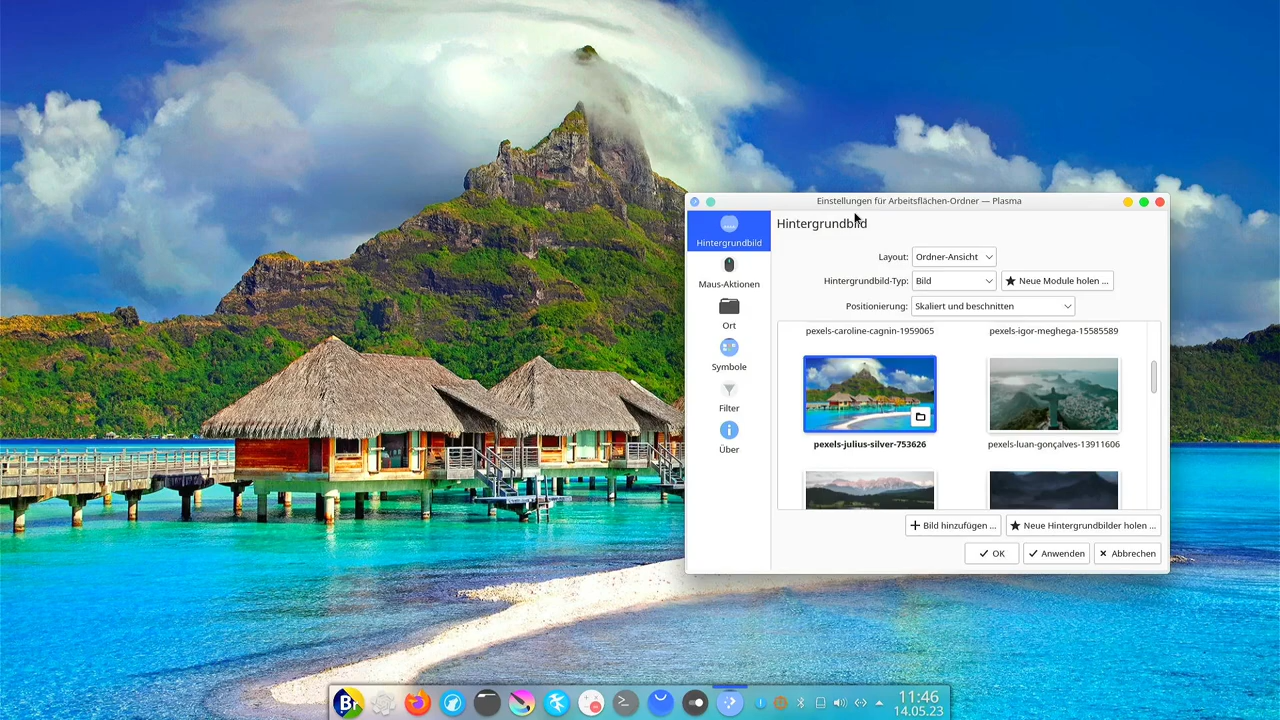 Einstellungen für Arbeitsflächen-Ordner — Plasma
Hintergrundbild
Maus-Aktionen
Ort
Symbole
Filter
Über
Hintergrundbild
Layout: Ordner-Ansicht
Hintergrundbild-Typ: Bild Neue Module holen ...
Positionierung: Skaliert und beschnitten
pexels-caroline-cagnin-1959065 pexels-igor-meghega-15585589
pexels-julius-silver-753626 pexels-luan-gonçalves-13911606
Bild hinzufügen ... Neue Hintergrundbilder holen ...
OK Anwenden Abbrechen
Br
11:46
14.05.23